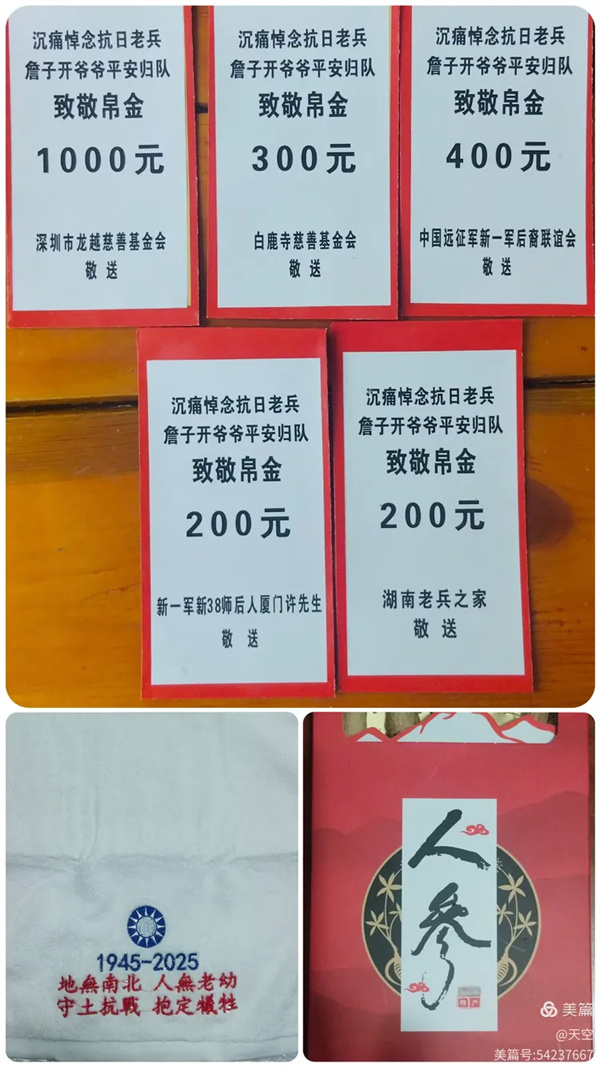 沉痛悼念抗日老兵
詹子开爷爷平安归队
致敬帛金
1000元
深圳市龙越慈善基金会
敬送
沉痛悼念抗日老兵
詹子开爷爷平安归队
致敬帛金
300元
白鹿寺慈善基金会
敬送
沉痛悼念抗日老兵
詹子开爷爷平安归队
致敬帛金
400元
中国远征军新一军后裔联谊会
敬送
沉痛悼念抗日老兵
詹子开爷爷平安归队
致敬帛金
200元
新一军新38师后人厦门许先生
敬送
沉痛悼念抗日老兵
詹子开爷爷平安归队
致敬帛金
200元
湖南老兵之家
敬送
1945-2025
地無南北 人無老幼
守土抗戰 抱定犧牲
人參
美篇
@天空
美篇号:54237667